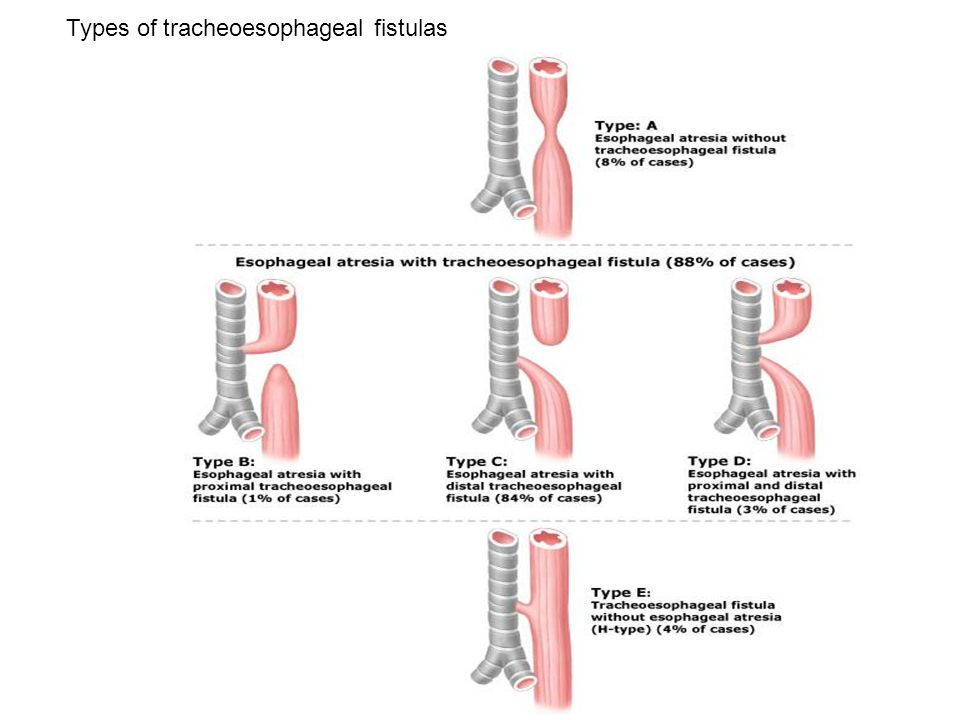 Types of tracheoesophageal fistulas
Type: A
Esophageal atresia without
tracheoesophageal fistula
(8% of cases)
Esophageal atresia with tracheoesophageal fistula (88% of cases)
Type B:
Esophageal atresia with
proximal tracheoesophageal
fistula (1% of cases)
Type C:
Esophageal atresia with
distal tracheoesophageal
fistula (84% of cases)
Type D:
Esophageal atresia with
proximal and distal
tracheoesophageal
fistula (3% of cases)
Type E:
Tracheoesophageal fistula
without esophageal atresia
(H-type) (4% of cases)